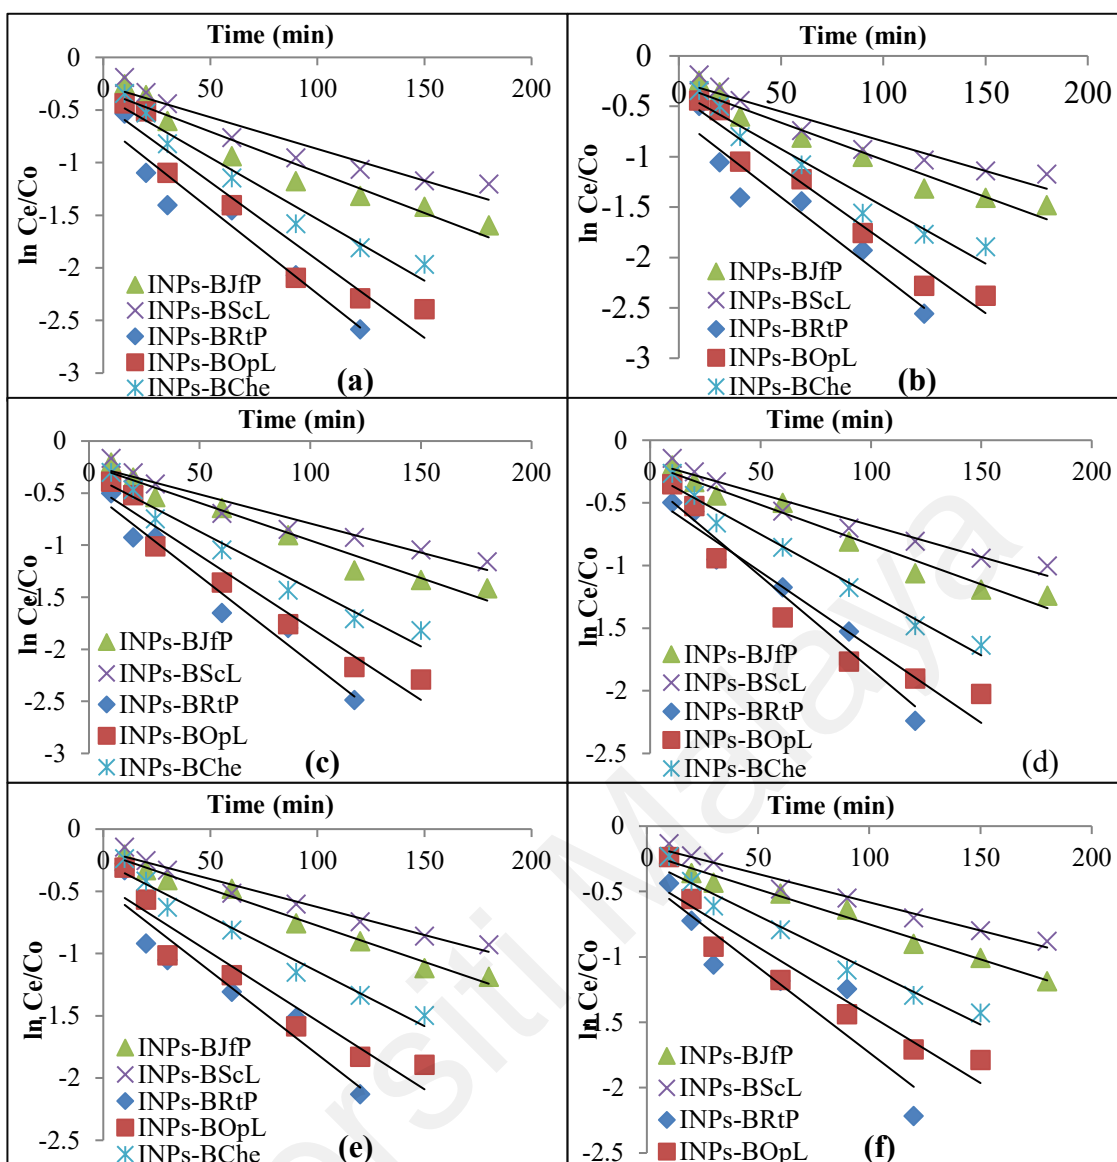 Time (min)
0
0 50 100 150 200
-0.5
-1
-1.5
-2
-2.5
-3
ln Ce/Co
INPs-BJfP
INPs-BScL
INPs-BRtP
INPs-BOpL
INPs-BChe
(a)
Time (min)
0
0 50 100 150 200
-0.5
-1
-1.5
-2
-2.5
-3
ln Ce/Co
INPs-BJfP
INPs-BScL
INPs-BRtP
INPs-BOpL
INPs-BChe
(b)
Time (min)
0
0 50 100 150 200
-0.5
-1
-1.5
-2
-2.5
-3
ln Ce/Co
INPs-BJfP
INPs-BScL
INPs-BRtP
INPs-BOpL
INPs-BChe
(c)
Time (min)
0
0 50 100 150 200
-0.5
-1
-1.5
-2
-2.5
ln Ce/Co
INPs-BJfP
INPs-BScL
INPs-BRtP
INPs-BOpL
INPs-BChe
(d)
Time (min)
0
0 50 100 150 200
-0.5
-1
-1.5
-2
-2.5
ln Ce/Co
INPs-BJfP
INPs-BScL
INPs-BRtP
INPs-BOpL
INPs-BChe
(e)
Time (min)
0
0 50 100 150 200
-0.5
-1
-1.5
-2
-2.5
ln Ce/Co
INPs-BJfP
INPs-BScL
INPs-BRtP
INPs-BOpL
(f)
Malaya